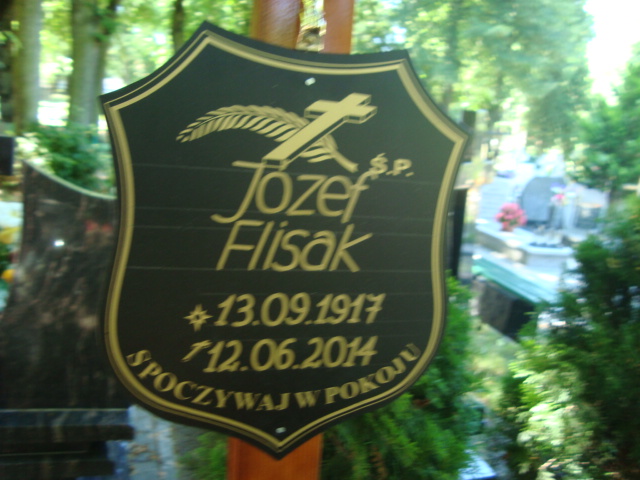 Ś.P.
Józef
Flisak
13.09.1917
12.06.2014
SPOCZYWAJ W POKOJU